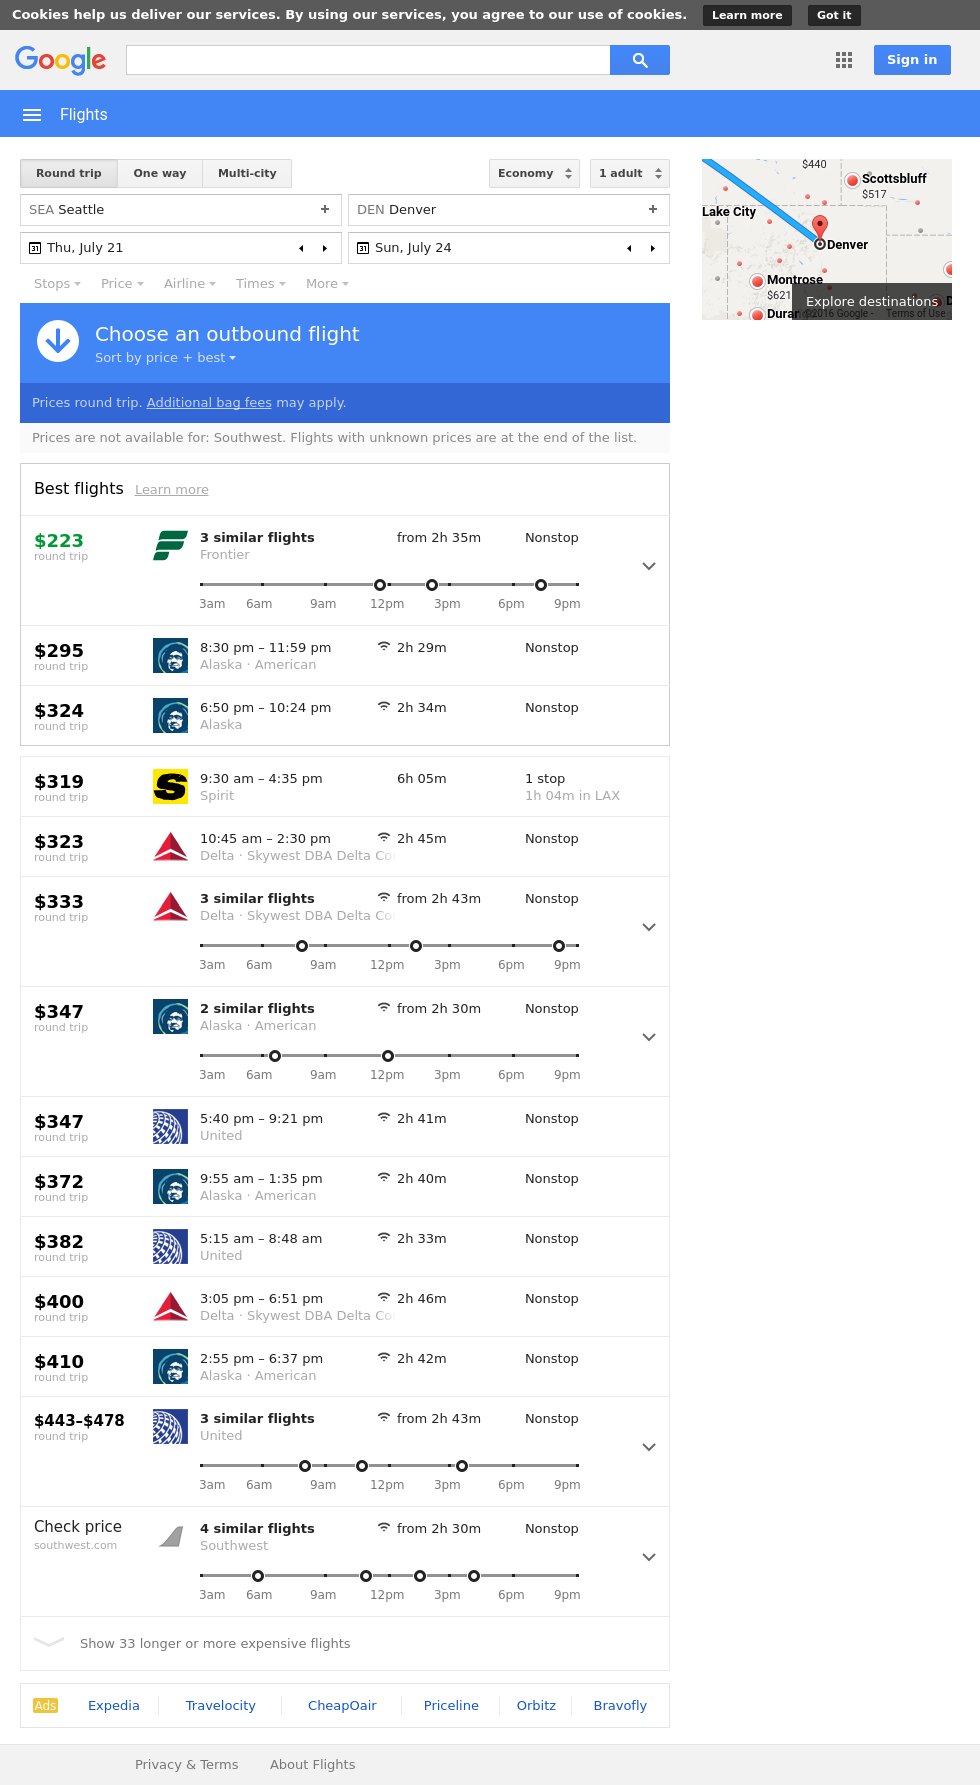 Cookies help us deliver our services. By using our services, you agree to our use of cookies. Learn more Got it
Google Sign in
Flights
Round trip One way Multi-city Economy 1 adult
SEA Seattle + DEN Denver +
31 Thu, July 21 31 Sun, July 24
Stops Price Airline Times More
Choose an outbound flight
Sort by price + best
Prices round trip. Additional bag fees may apply.
Prices are not available for: Southwest. Flights with unknown prices are at the end of the list.
$440
Scottsbluff
$517
Lake City
Denver
Montrose
$621
Explore destinations
©2016 Google - Terms of Use
Best flights Learn more
$223 3 similar flights from 2h 35m Nonstop
round trip Frontier
3am 6am 9am 12pm 3pm 6pm 9pm
$295 8:30 pm – 11:59 pm 2h 29m Nonstop
round trip Alaska · American
$324 6:50 pm – 10:24 pm 2h 34m Nonstop
round trip Alaska
$319 9:30 am – 4:35 pm 6h 05m 1 stop
round trip Spirit 1h 04m in LAX
$323 10:45 am – 2:30 pm 2h 45m Nonstop
round trip Delta · Skywest DBA Delta Co
$333 3 similar flights from 2h 43m Nonstop
round trip Delta · Skywest DBA Delta Co
3am 6am 9am 12pm 3pm 6pm 9pm
$347 2 similar flights from 2h 30m Nonstop
round trip Alaska · American
3am 6am 9am 12pm 3pm 6pm 9pm
$347 5:40 pm – 9:21 pm 2h 41m Nonstop
round trip United
$372 9:55 am – 1:35 pm 2h 40m Nonstop
round trip Alaska · American
$382 5:15 am – 8:48 am 2h 33m Nonstop
round trip United
$400 3:05 pm – 6:51 pm 2h 46m Nonstop
round trip Delta · Skywest DBA Delta Co
$410 2:55 pm – 6:37 pm 2h 42m Nonstop
round trip Alaska · American
$443–$478 3 similar flights from 2h 43m Nonstop
round trip United
3am 6am 9am 12pm 3pm 6pm 9pm
Check price 4 similar flights from 2h 30m Nonstop
southwest.com Southwest
3am 6am 9am 12pm 3pm 6pm 9pm
Show 33 longer or more expensive flights
Ads Expedia Travelocity CheapOair Priceline Orbitz Bravofly
Privacy & Terms About Flights